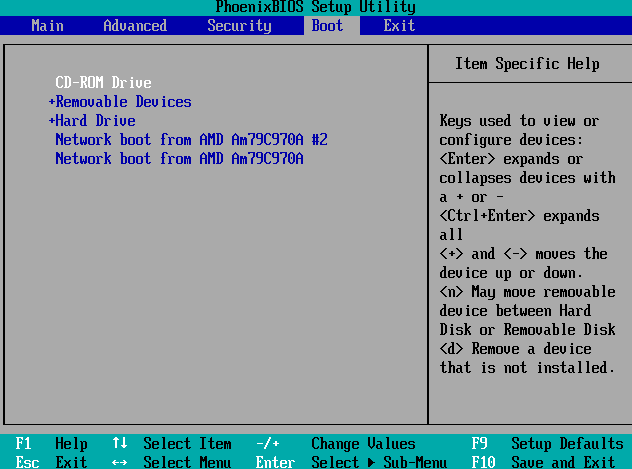 PhoenixBIOS Setup Utility
Main Advanced Security Boot Exit
CD-ROM Drive
+Removable Devices
+Hard Drive
Network boot from AMD Am79C970A #2
Network boot from AMD Am79C970A
Item Specific Help
Keys used to view or
configure devices:
<Enter> expands or
collapses devices with
a + or -
<Ctrl+Enter> expands
all
<+> and <-> moves the
device up or down.
<n> May move removable
device between Hard
Disk or Removable Disk
<d> Remove a device
that is not installed.
F1 Help ↑↓ Select Item -/+ Change Values F9 Setup Defaults
Esc Exit ↔ Select Menu Enter Select ▶ Sub-Menu F10 Save and Exit